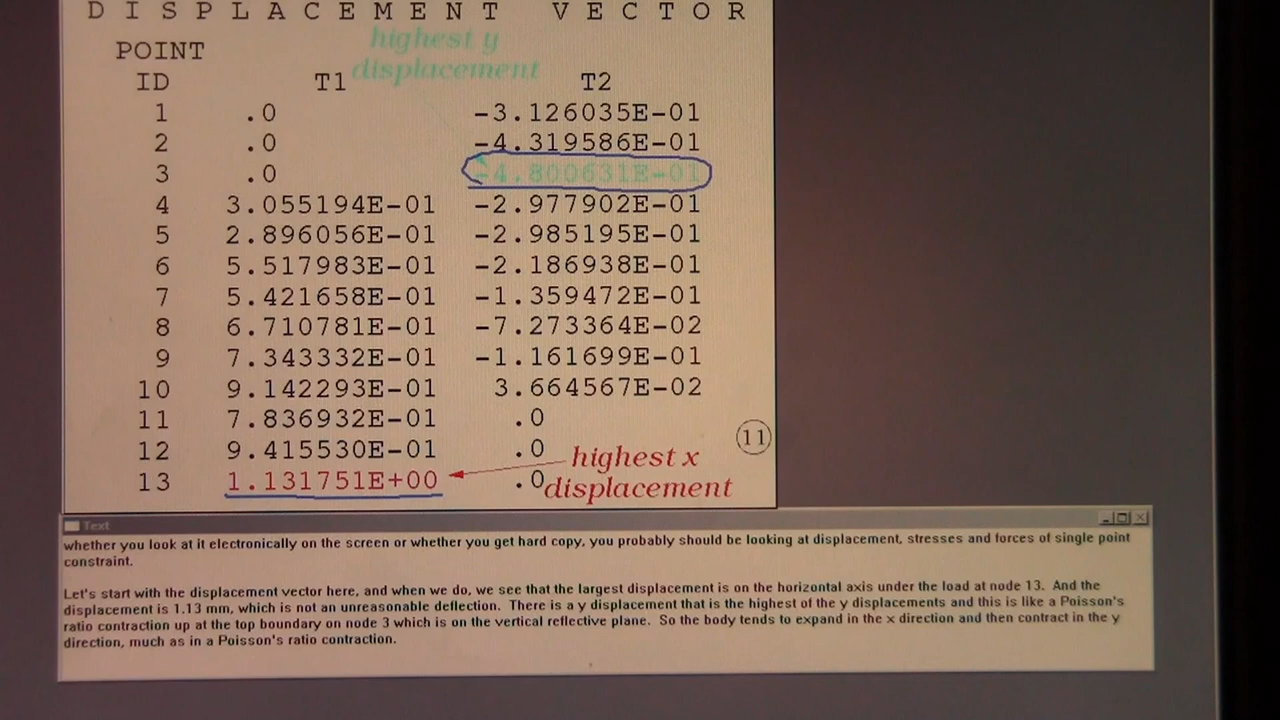 DISPLACEMENT VECTOR
highest y
displacement
POINT
ID T1 T2
1 .0 -3.126035E-01
2 .0 -4.319586E-01
3 .0 -4.800631E-01
4 3.055194E-01 -2.977902E-01
5 2.896056E-01 -2.985195E-01
6 5.517983E-01 -2.186938E-01
7 5.421658E-01 -1.359472E-01
8 6.710781E-01 -7.273364E-02
9 7.343332E-01 -1.161699E-01
10 9.142293E-01 3.664567E-02
11 7.836932E-01 .0
12 9.415530E-01 .0
13 1.131751E+00 .0
highest x
displacement
11
Text
whether you look at it electronically on the screen or whether you get hard copy, you probably should be looking at displacement, stresses and forces of single point
constraint.
Let's start with the displacement vector here, and when we do, we see that the largest displacement is on the horizontal axis under the load at node 13. And the
displacement is 1.13 mm, which is not an unreasonable deflection. There is a y displacement that is the highest of the y displacements and this is like a Poisson's
ratio contraction up at the top boundary on node 3 which is on the vertical reflective plane. So the body tends to expand in the x direction and then contract in the y
direction, much as in a Poisson's ratio contraction.